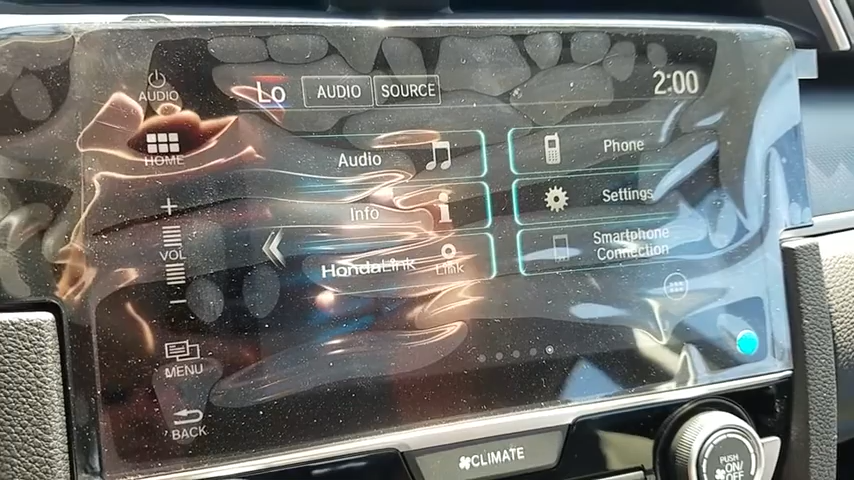 AUDIO
Lo AUDIO SOURCE 2:00
HOME
Audio
Phone
+
VOL
−
Info
Settings
HondaLink
Link
Smartphone
Connection
MENU
BACK
CLIMATE
PUSH
ON/OFF